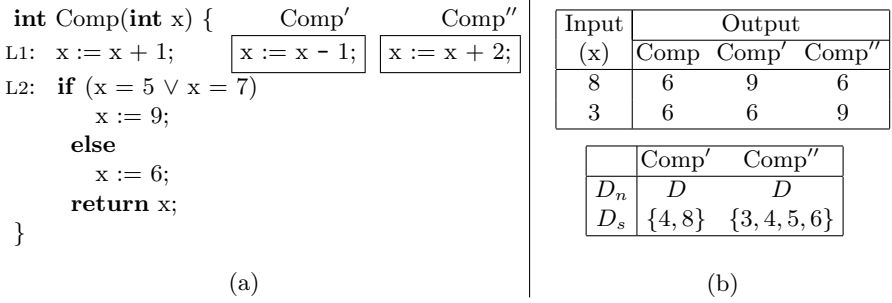 int Comp(int x) { Comp′ Comp″
L1: x := x + 1; x := x - 1; x := x + 2;
L2: if (x = 5 ∨ x = 7)
x := 9;
else
x := 6;
return x;
}
(a)
Input Output
(x) Comp Comp′ Comp″
8 6 9 6
3 6 6 9
Comp′ Comp″
Dₙ D D
Dₛ {4, 8} {3, 4, 5, 6}
(b)